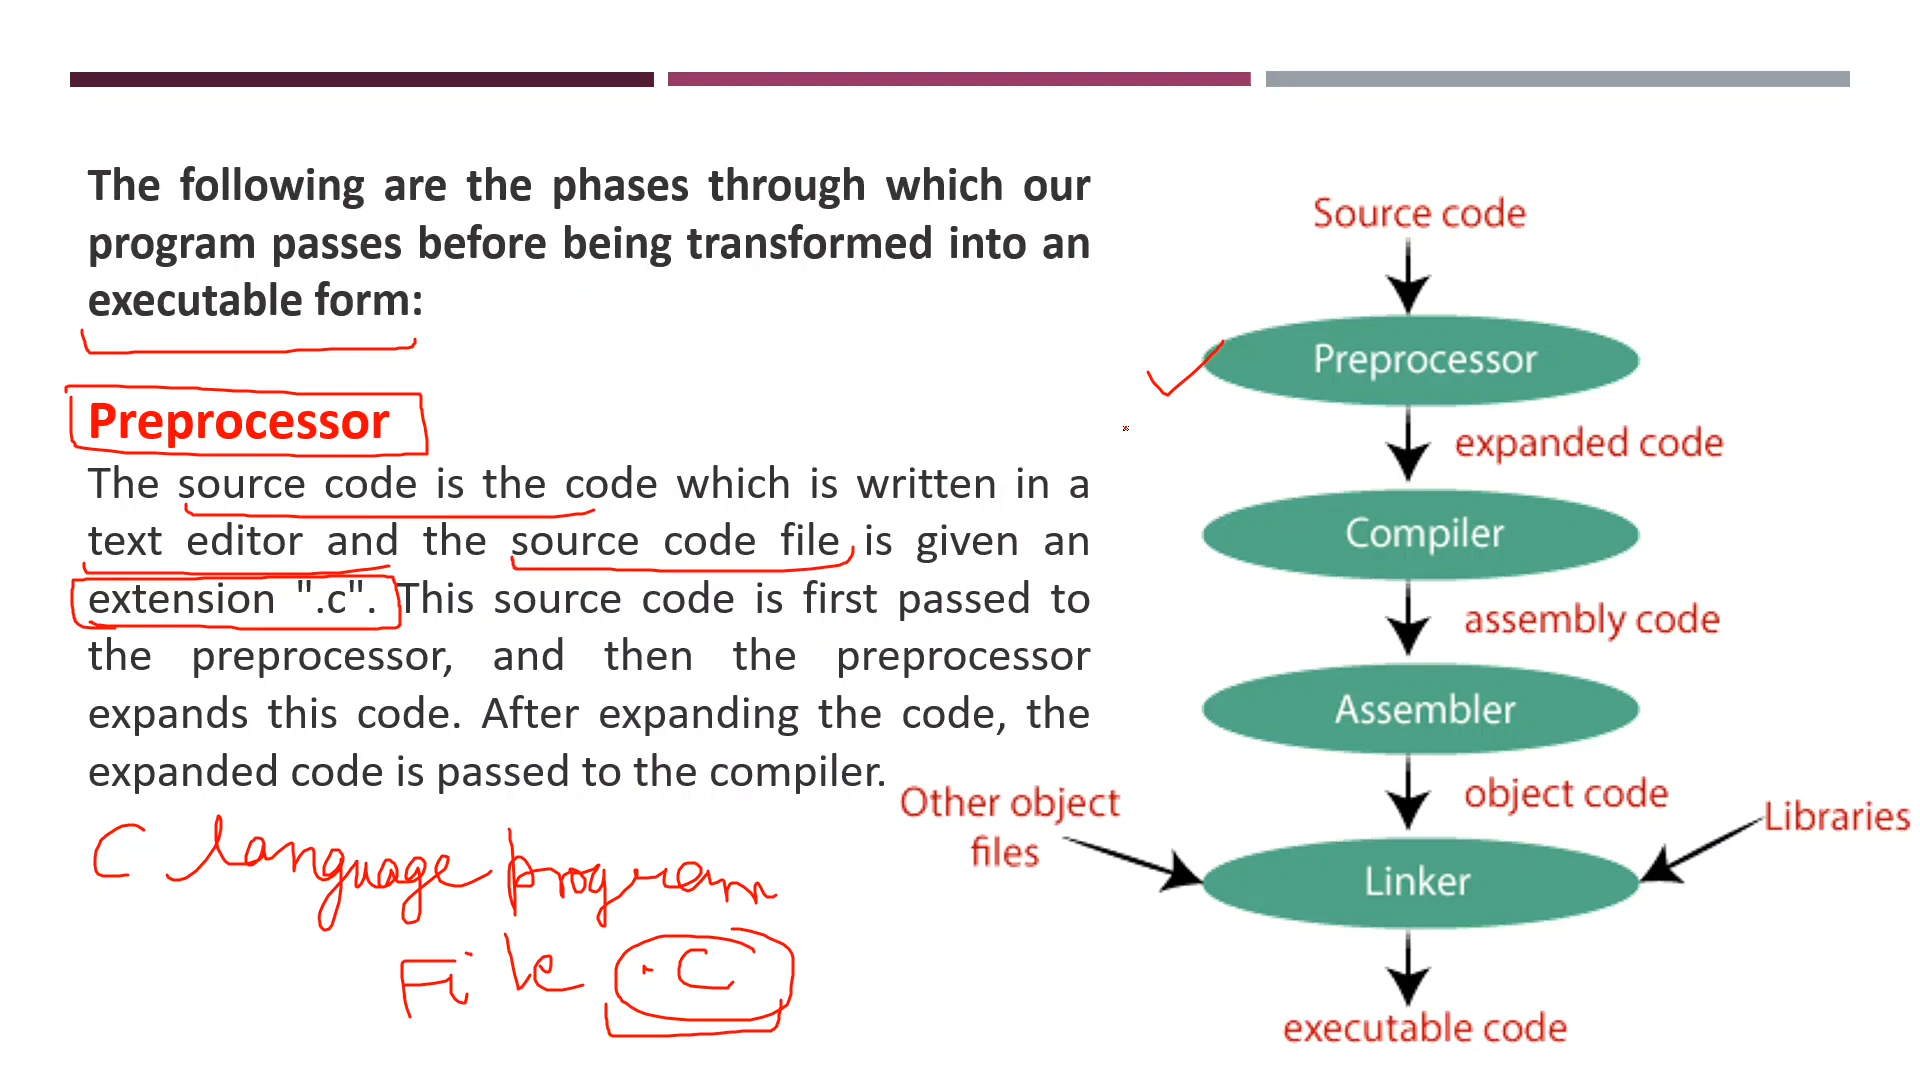 The following are the phases through which our
program passes before being transformed into an
executable form:
Preprocessor
The source code is the code which is written in a
text editor and the source code file is given an
extension ".c". This source code is first passed to
the preprocessor, and then the preprocessor
expands this code. After expanding the code, the
expanded code is passed to the compiler.
C language program
File .C
Source code
Preprocessor
expanded code
Compiler
assembly code
Assembler
object code
Other object
files
Libraries
Linker
executable code